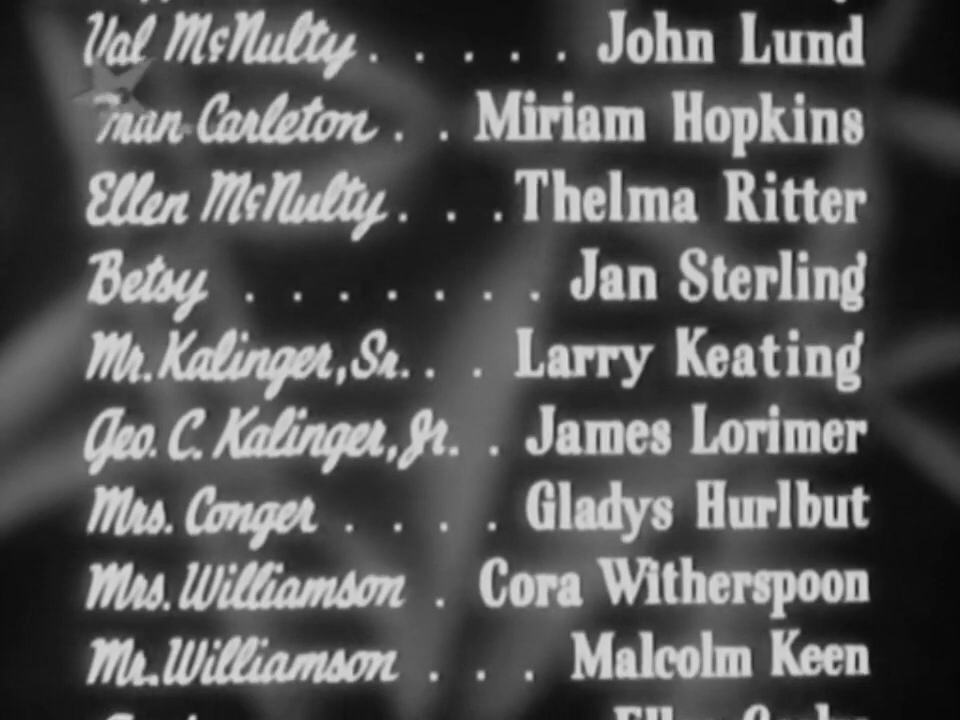 Val McNulty . . . . . John Lund
Fran Carleton . . Miriam Hopkins
Ellen McNulty . . . Thelma Ritter
Betsy . . . . . . . Jan Sterling
Mr. Kalinger, Sr. . . Larry Keating
Geo. C. Kalinger, Jr. . James Lorimer
Mrs. Conger . . . . Gladys Hurlbut
Mrs. Williamson . Cora Witherspoon
Mr. Williamson . . . Malcolm Keen